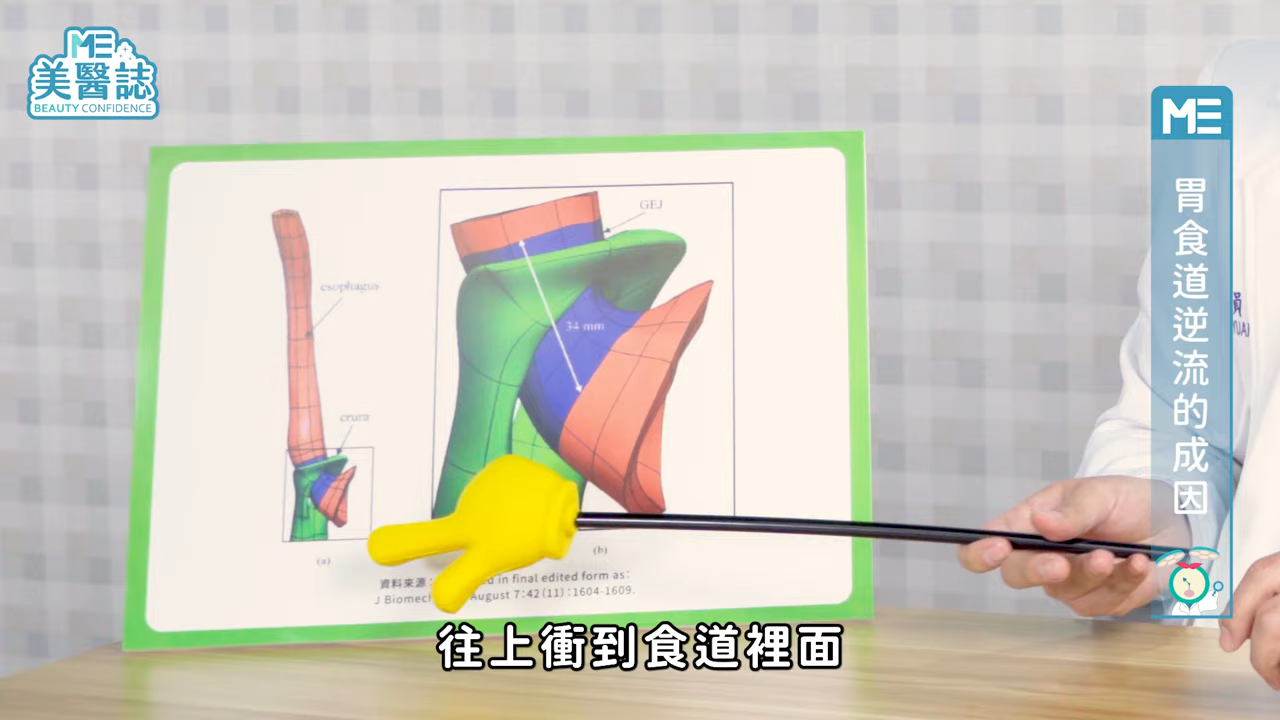 ME
美醫誌
BEAUTY CONFIDENCE
ME
胃食道逆流的成因
GEJ
esophagus
34 mm
crura
(a)
(b)
資料來源: in final edited form as:
J Biomech August 7:42(11):1604-1609.
往上衝到食道裡面